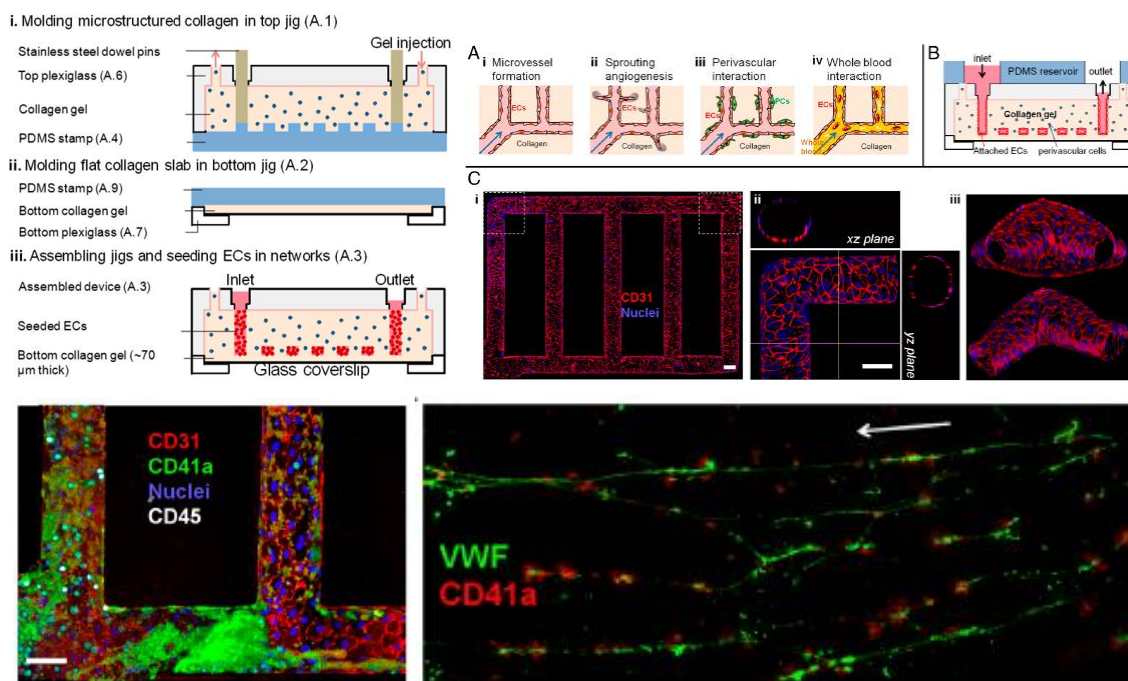 i. Molding microstructured collagen in top jig (A.1)
Stainless steel dowel pins
Gel injection
Top plexiglass (A.6)
Collagen gel
PDMS stamp (A.4)
ii. Molding flat collagen slab in bottom jig (A.2)
PDMS stamp (A.9)
Bottom collagen gel
Bottom plexiglass (A.7)
iii. Assembling jigs and seeding ECs in networks (A.3)
Assembled device (A.3)
Inlet
Outlet
Seeded ECs
Bottom collagen gel (~70
μm thick)
Glass coverslip
A
i Microvessel
formation
ECs
Collagen
ii Sprouting
angiogenesis
ECs
Collagen
iii Perivascular
interaction
ECs
PCs
Collagen
iv Whole blood
interaction
ECs
Whole
blood
Collagen
B
inlet
PDMS reservoir
outlet
Collagen gel
Attached ECs
perivascular cells
C
i
CD31
Nuclei
ii
xz plane
yz plane
iii
CD31
CD41a
Nuclei
CD45
VWF
CD41a